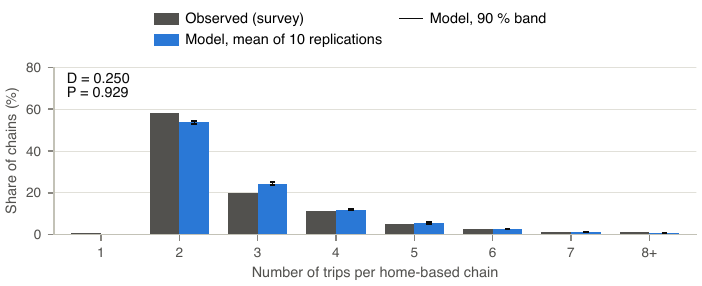 Observed (survey)
Model, 90 % band
Model, mean of 10 replications
D = 0.250
P = 0.929
80
60
40
20
0
Share of chains (%)
1 2 3 4 5 6 7 8+
Number of trips per home-based chain